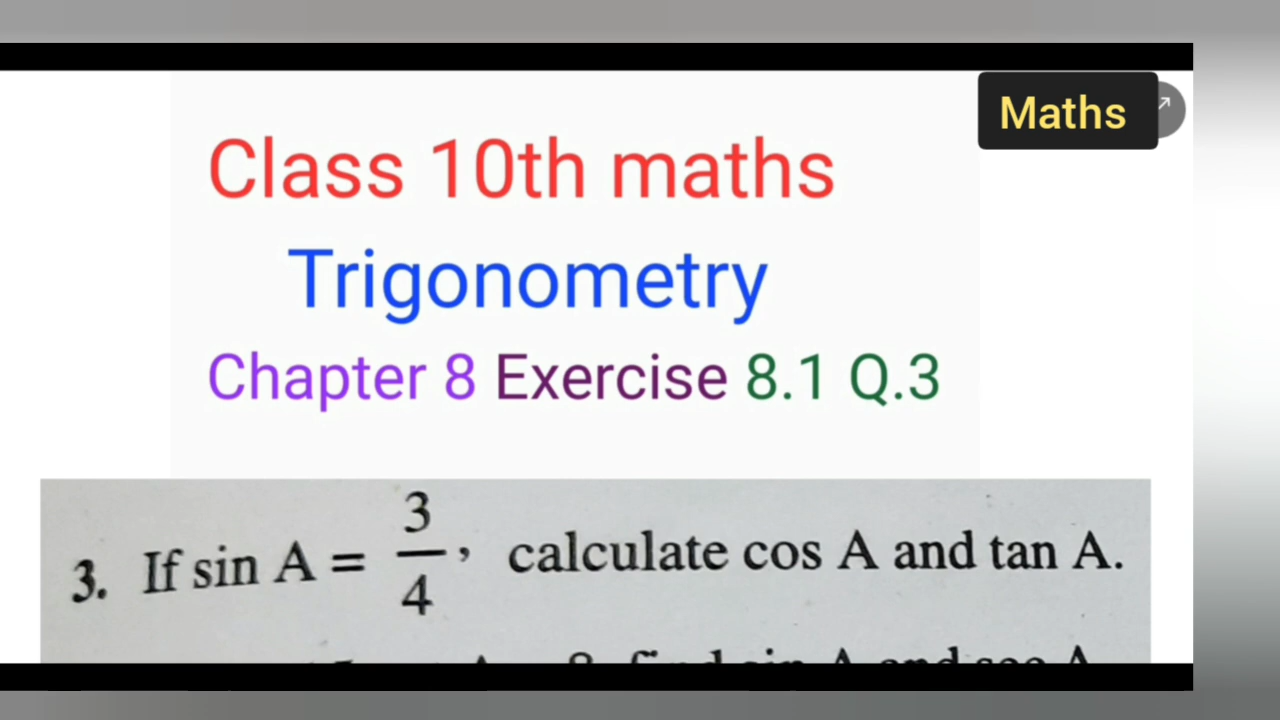 Maths
Class 10th maths
Trigonometry
Chapter 8 Exercise 8.1 Q.3
3. If sin A = 3/4, calculate cos A and tan A.